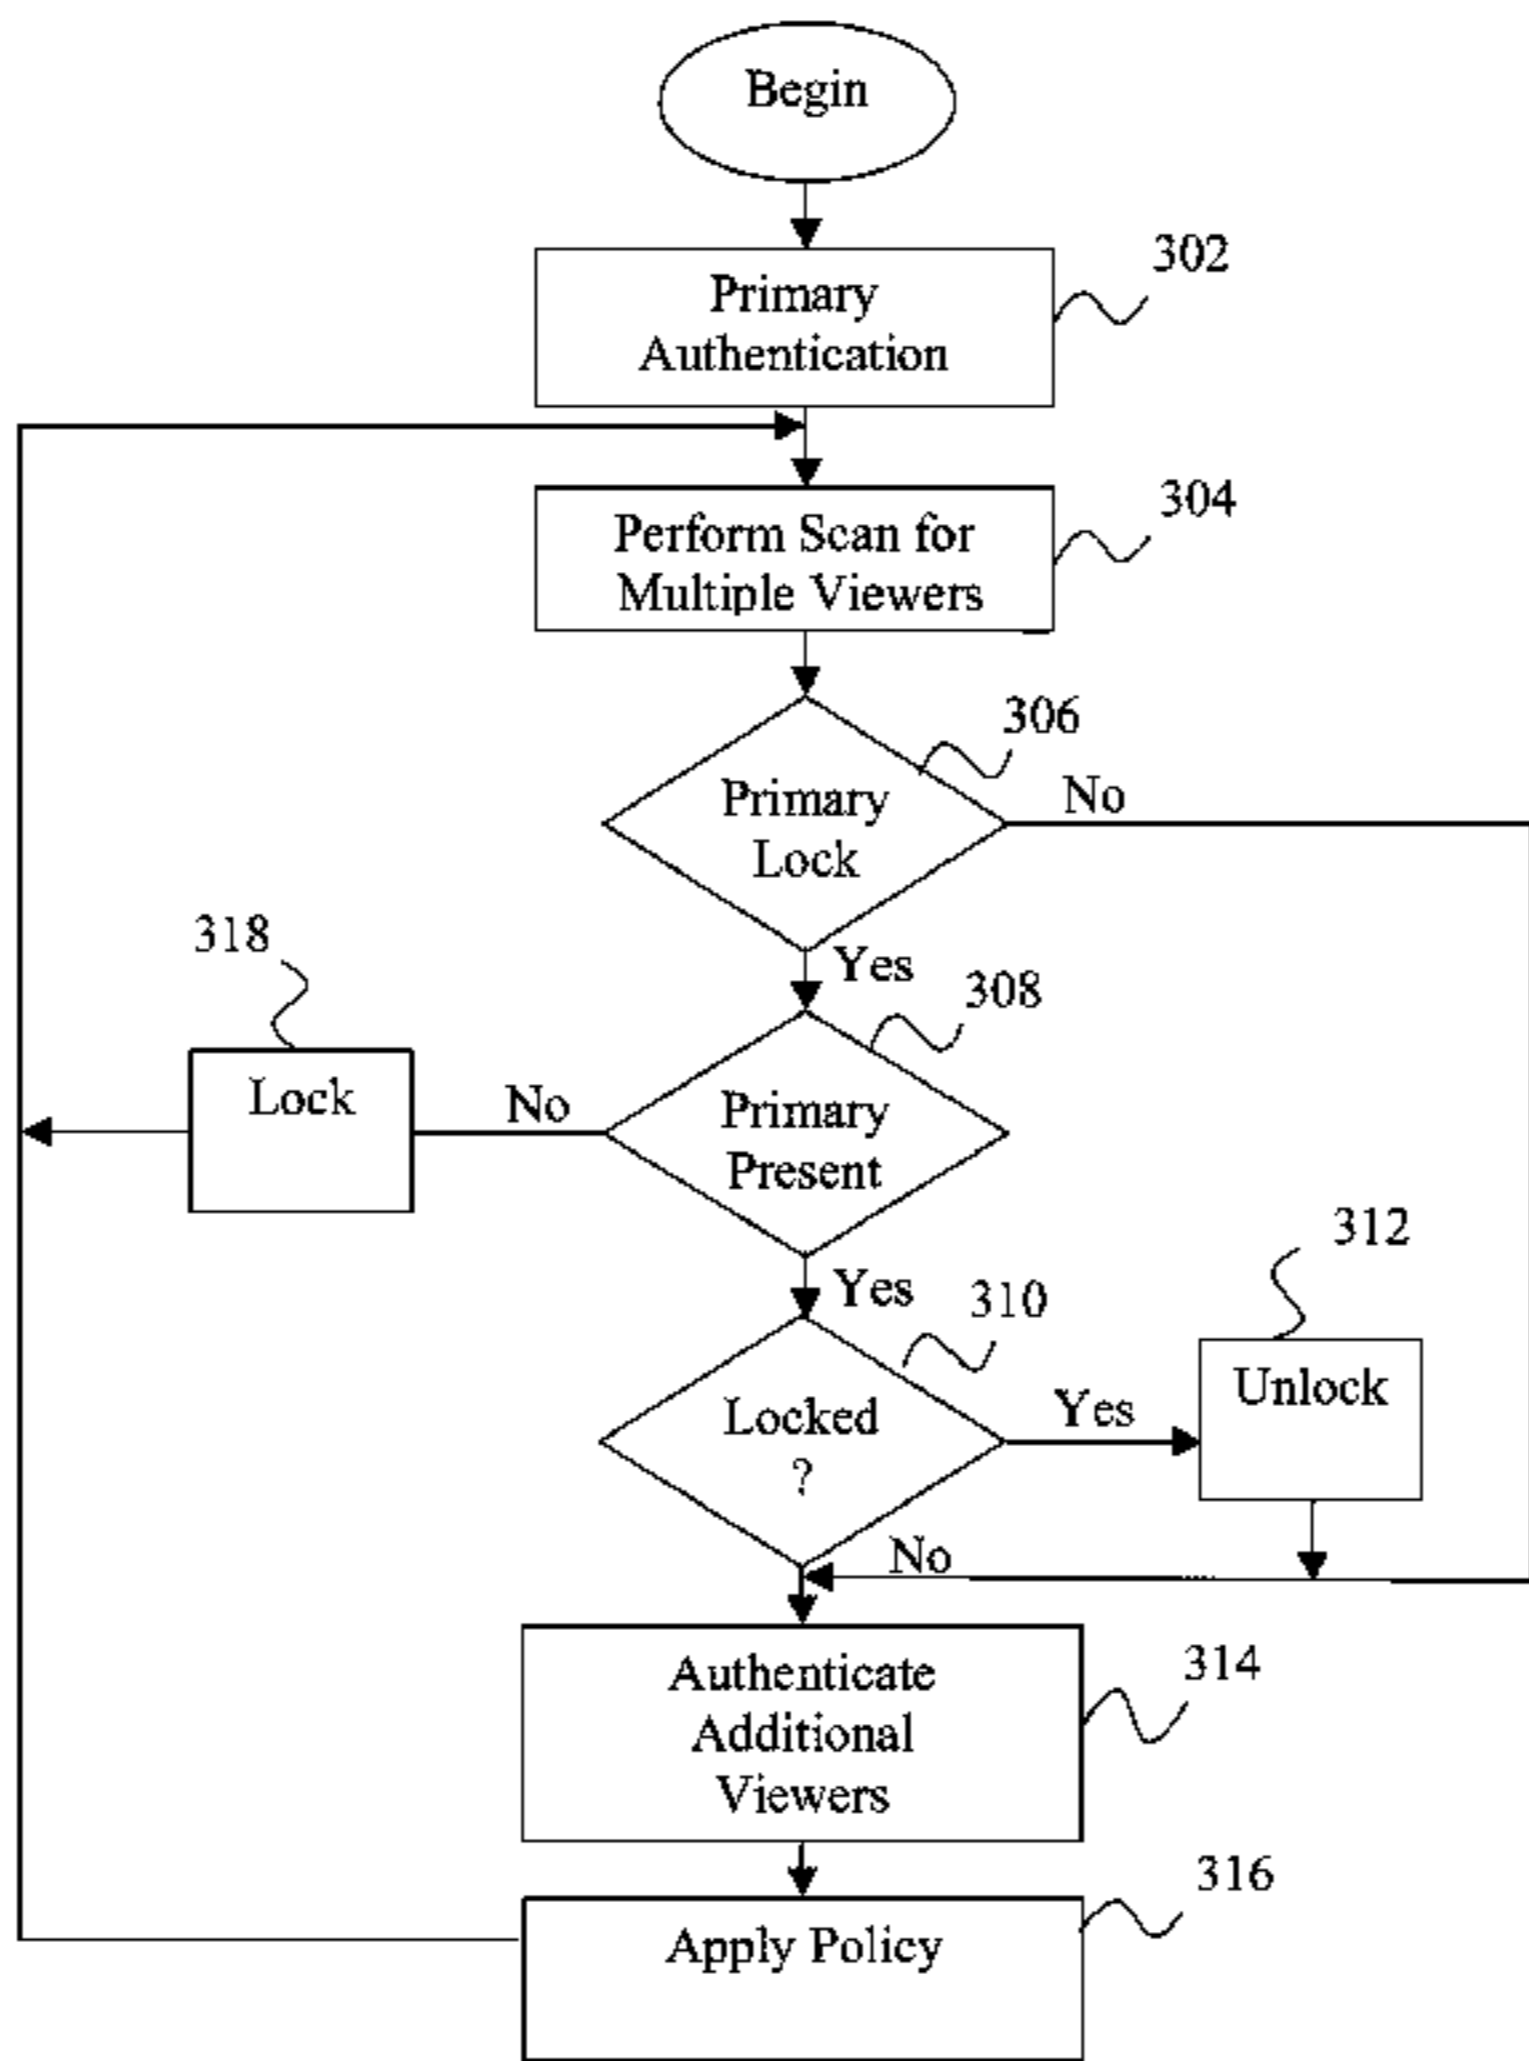 Begin
302
Primary
Authentication
304
Perform Scan for
Multiple Viewers
306
Primary
Lock
No
Yes
318
308
Lock
No
Primary
Present
312
Yes
310
Unlock
Locked
?
Yes
No
314
Authenticate
Additional
Viewers
316
Apply Policy